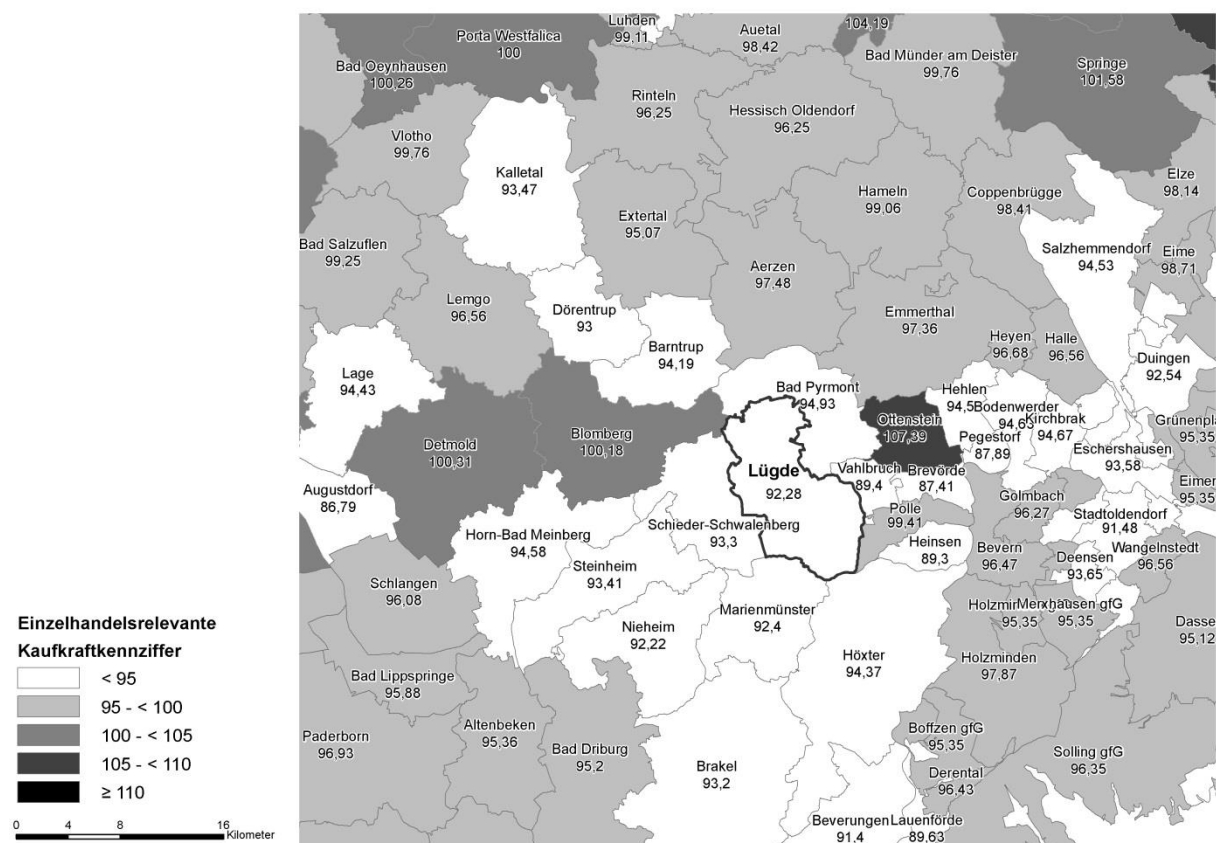 Luhden
99,11
Auetal
98,42
104,19
Porta Westfalica
100
Bad Münder am Deister
99,76
Springe
101,58
Bad Oeynhausen
100,26
Rinteln
96,25
Hessisch Oldendorf
96,25
Vlotho
99,76
Kalletal
93,47
Elze
98,14
Hameln
99,06
Coppenbrügge
98,41
Extertal
95,07
Bad Salzuflen
99,25
Salzhemmendorf
94,53
Eime
98,71
Aerzen
97,48
Lemgo
96,56
Dörentrup
93
Emmerthal
97,36
Heyen
96,68
Halle
96,56
Barntrup
94,19
Duingen
92,54
Lage
94,43
Bad Pyrmont
94,93
Hehlen
94,5
Bodenwerder
94,63
Kirchbrak
94,67
Ottenstein
107,39
Grünenpla
95,35
Blomberg
100,18
Detmold
100,31
Pegestorf
87,89
Eschershausen
93,58
Lügde
92,28
Vahlbruch
89,4
Brevörde
87,41
Eimen
95,35
Augustdorf
86,79
Golmbach
96,27
Polle
99,41
Stadtoldendorf
91,48
Schieder-Schwalenberg
93,3
Horn-Bad Meinberg
94,58
Heinsen
89,3
Bevern
96,47
Wangelnstedt
96,56
Deensen
93,65
Steinheim
93,41
Schlangen
96,08
Marienmünster
92,4
Holzmin
95,35
Merxhausen gfG
95,35
Dasse
95,12
Nieheim
92,22
Höxter
94,37
Holzminden
97,87
Bad Lippspringe
95,88
Altenbeken
95,36
Boffzen gfG
95,35
Paderborn
96,93
Bad Driburg
95,2
Solling gfG
96,35
Brakel
93,2
Derental
96,43
Beverungen
91,4
Lauenförde
89,63
Einzelhandelsrelevante
Kaufkraftkennziffer
< 95
95 - < 100
100 - < 105
105 - < 110
≥ 110
0 4 8 16
Kilometer